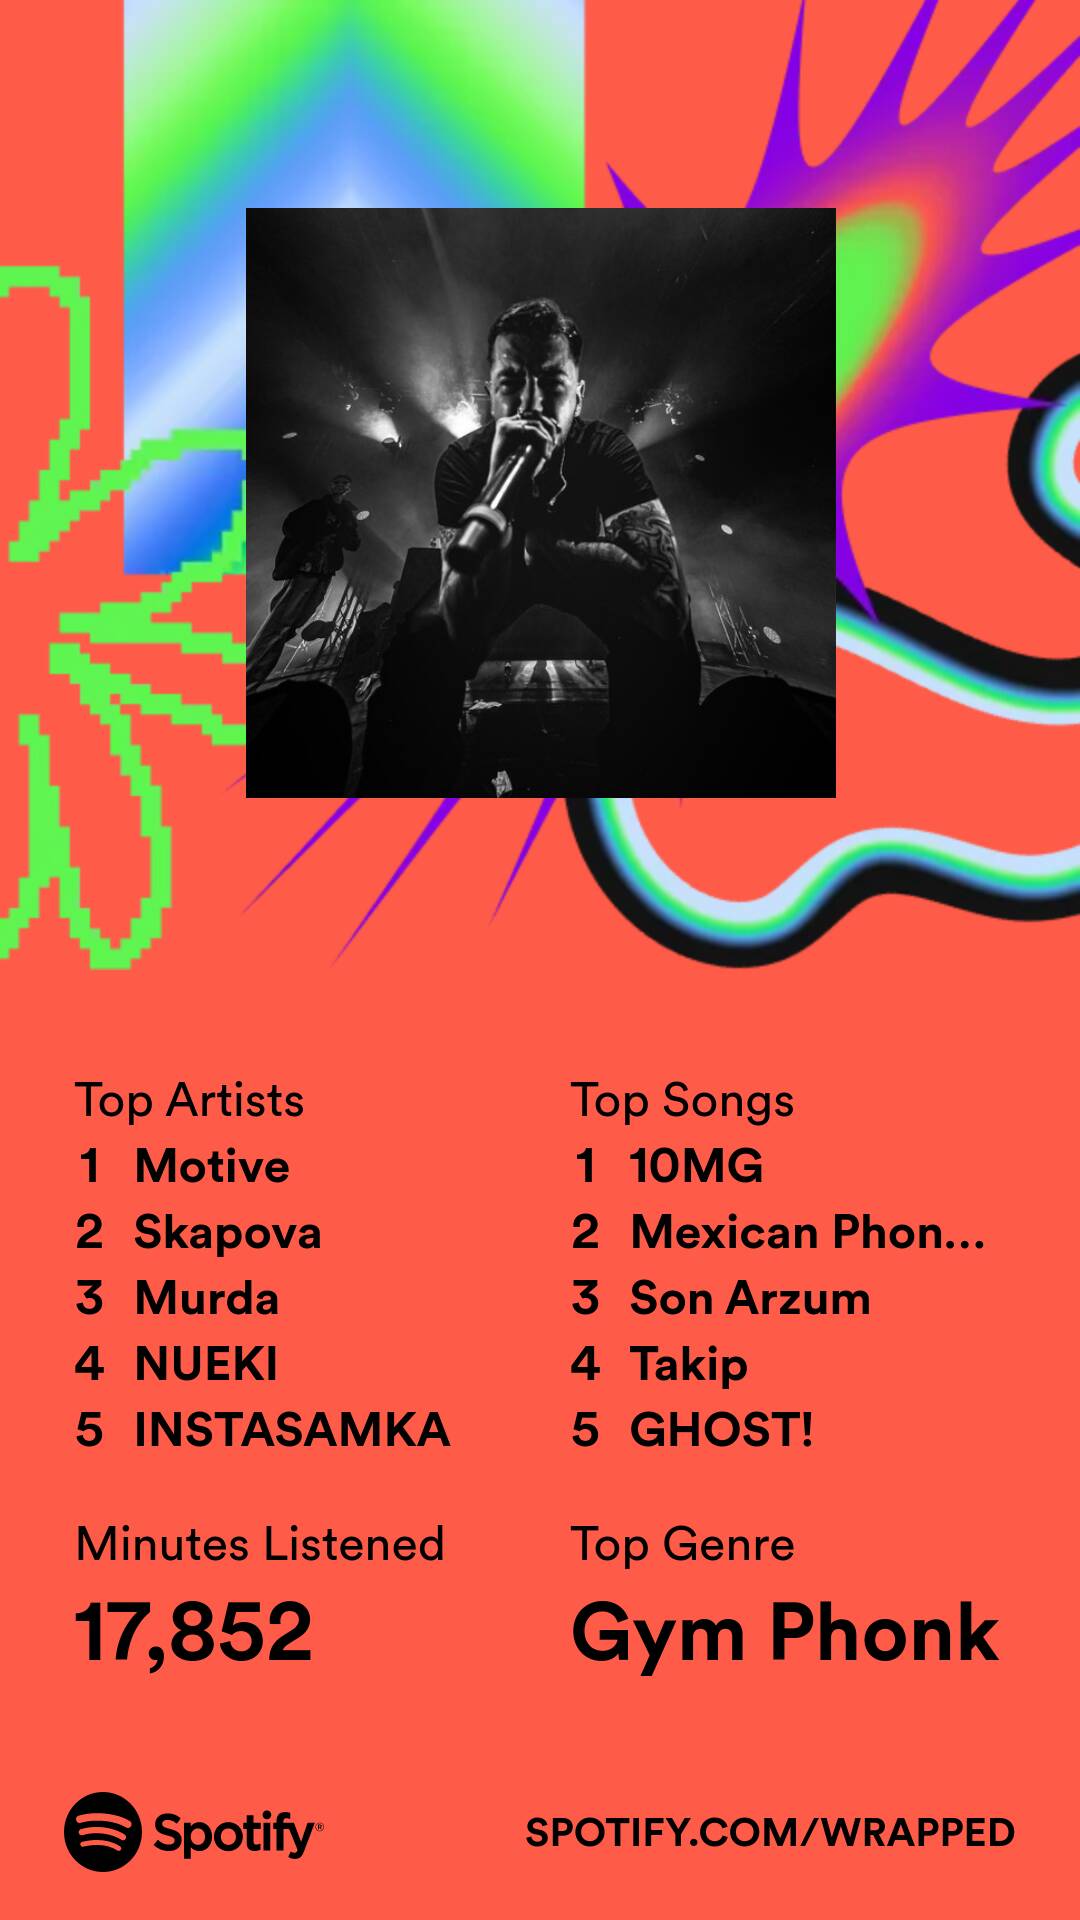 Top Artists
1 Motive
2 Skapova
3 Murda
4 NUEKI
5 INSTASAMKA
Top Songs
1 10MG
2 Mexican Phon...
3 Son Arzum
4 Takip
5 GHOST!
Minutes Listened
17,852
Top Genre
Gym Phonk
Spotify®
SPOTIFY.COM/WRAPPED